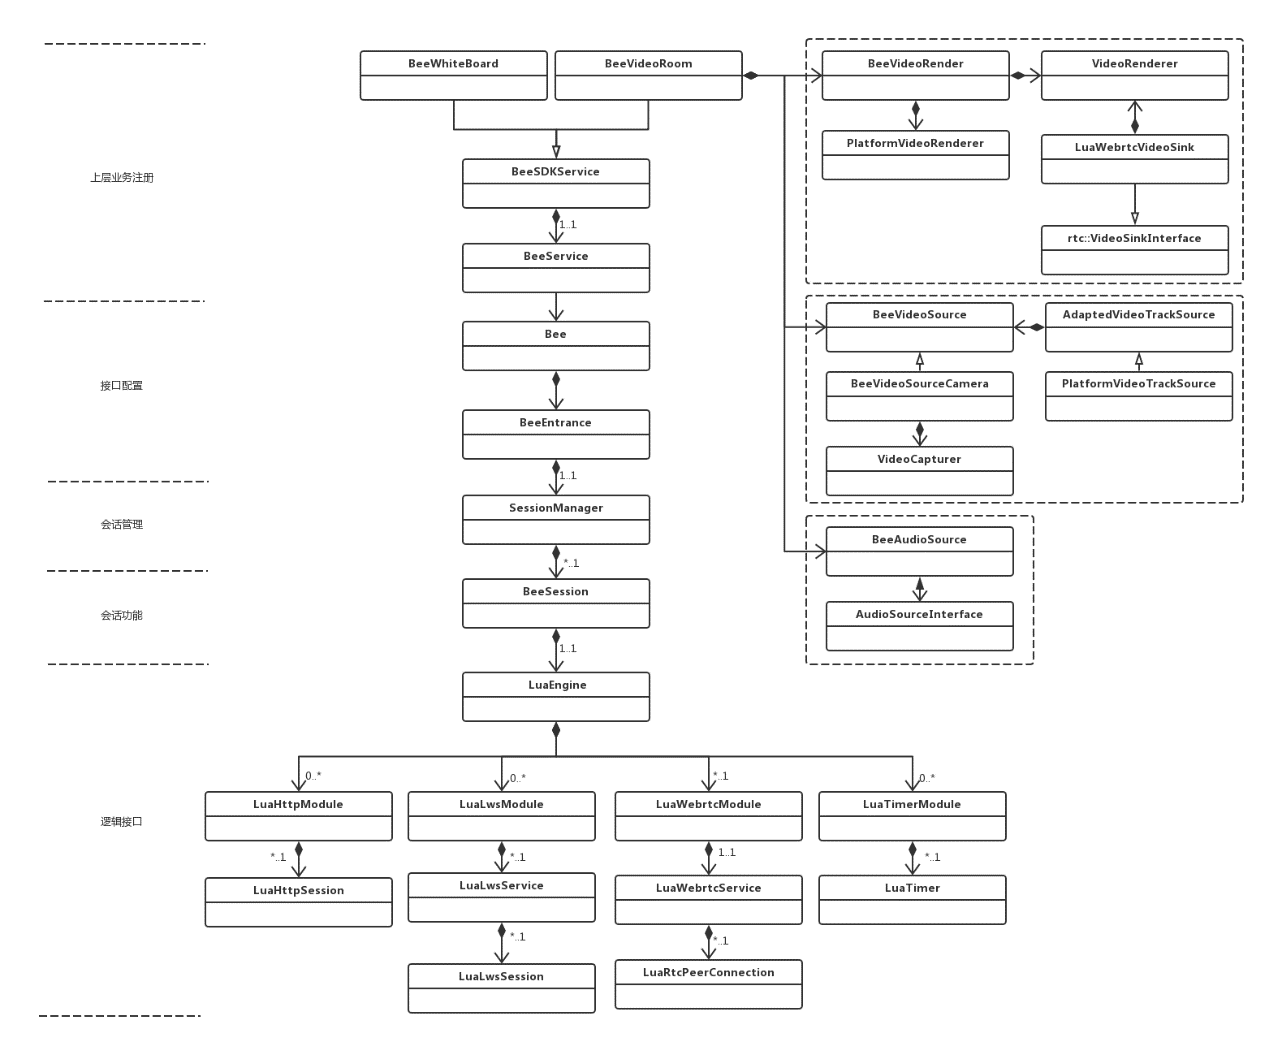 BeeWhiteBoard
BeeVideoRoom
BeeVideoRender
VideoRenderer
PlatformVideoRenderer
LuaWebrtcVideoSink
上层业务注册
BeeSDKService
1..1
rtc::VideoSinkInterface
BeeService
BeeVideoSource
AdaptedVideoTrackSource
Bee
接口配置
BeeVideoSourceCamera
PlatformVideoTrackSource
BeeEntrance
VideoCapturer
1..1
SessionManager
会话管理
BeeAudioSource
*..1
BeeSession
会话功能
AudioSourceInterface
1..1
LuaEngine
0..*
0..*
*..1
0..*
LuaHttpModule
LuaLwsModule
LuaWebrtcModule
LuaTimerModule
逻辑接口
*..1
*..1
1..1
*..1
LuaHttpSession
LuaLwsService
LuaWebrtcService
LuaTimer
*..1
*..1
LuaLwsSession
LuaRtcPeerConnection